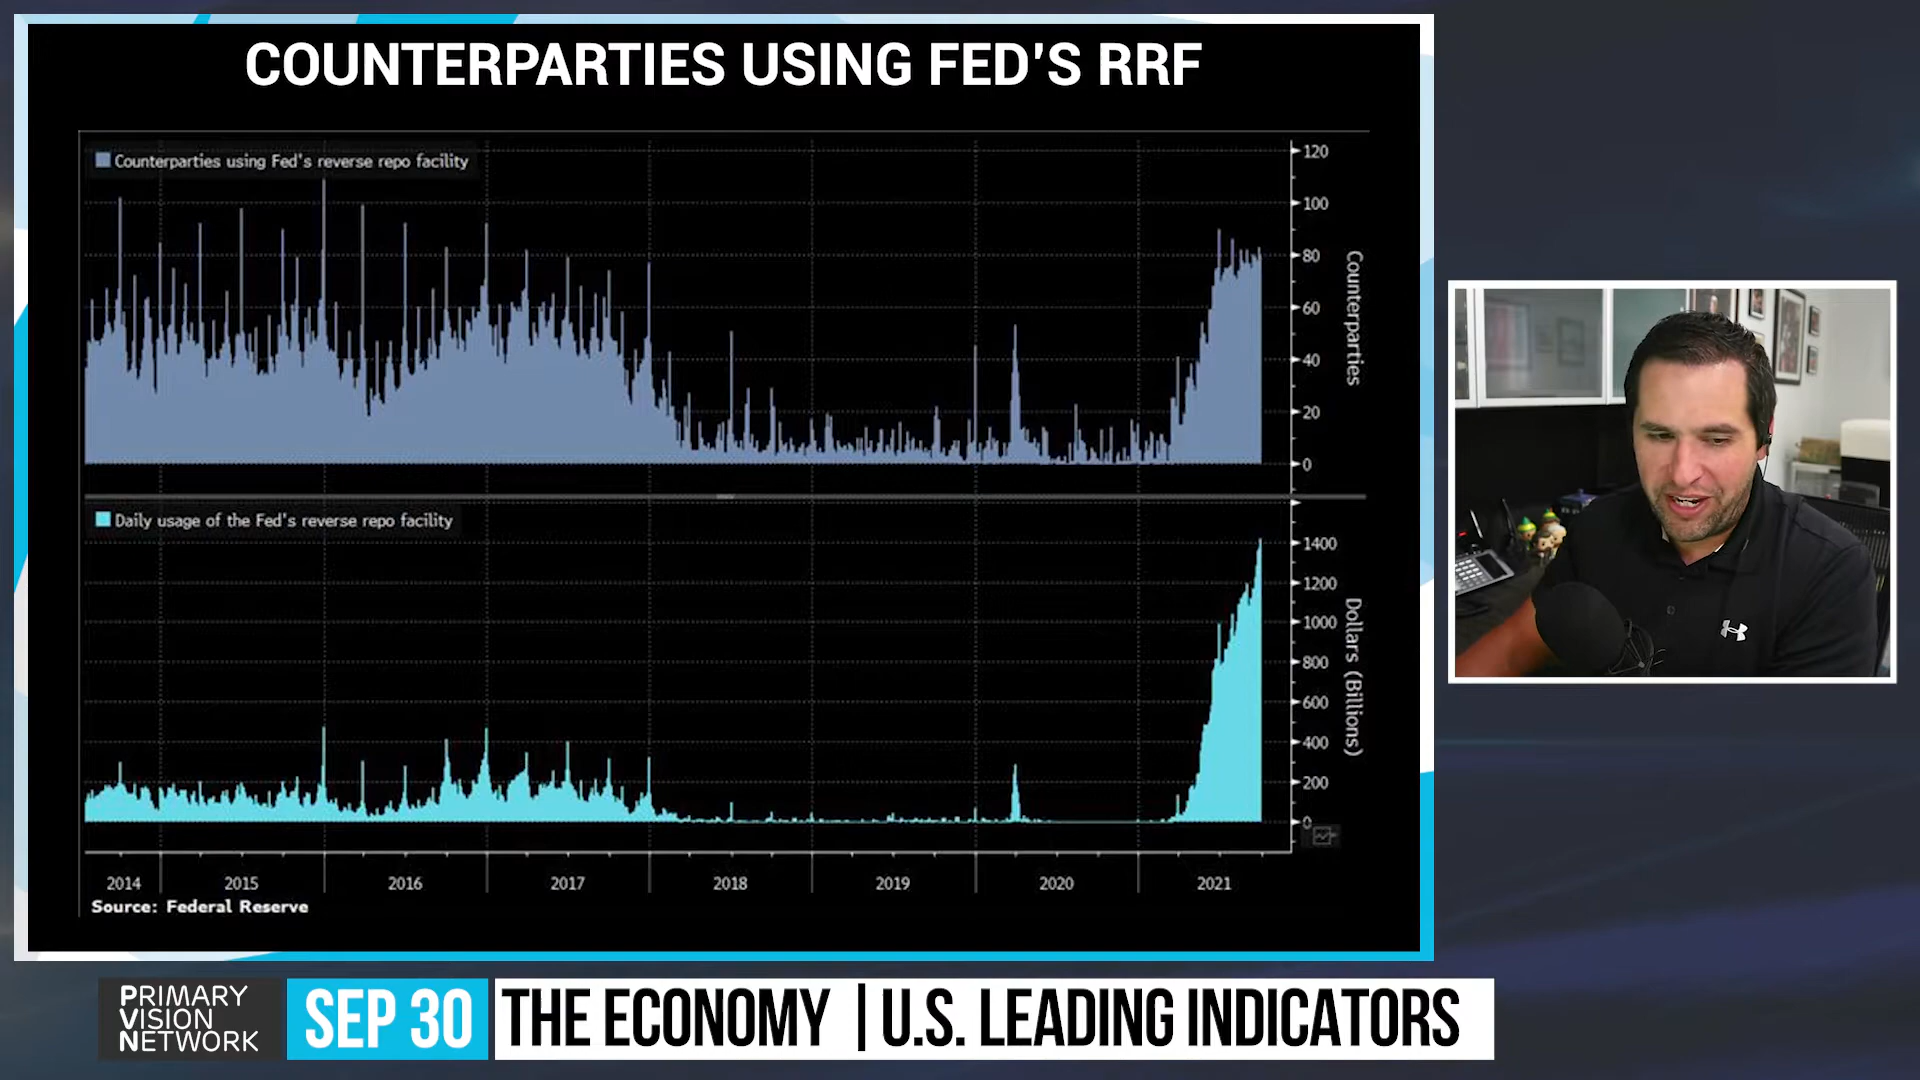 COUNTERPARTIES USING FED'S RRF
Counterparties using Fed's reverse repo facility
120
100
80
60
40
20
0
Counterparties
Daily usage of the Fed's reverse repo facility
1400
1200
1000
800
600
400
200
0
Dollars (Billions)
2014 2015 2016 2017 2018 2019 2020 2021
Source: Federal Reserve
PRIMARY
VISION
NETWORK
SEP 30
THE ECONOMY | U.S. LEADING INDICATORS